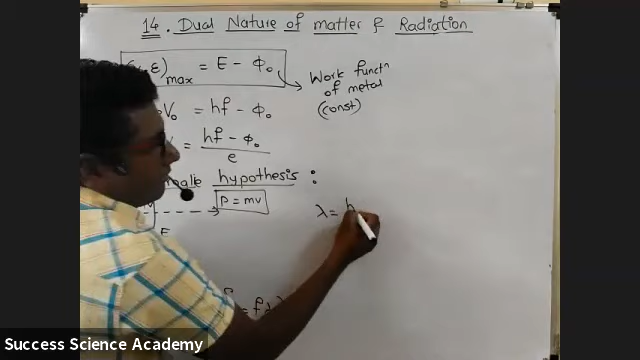 14. Dual Nature of matter & Radiation
ε)max = E - Φ₀
Work functn
of metal
(const)
V₀ = hf - Φ₀
= hf - Φ₀ / e
hypothesis :
P = mv
λ = h
E
= fλ
Success Science Academy